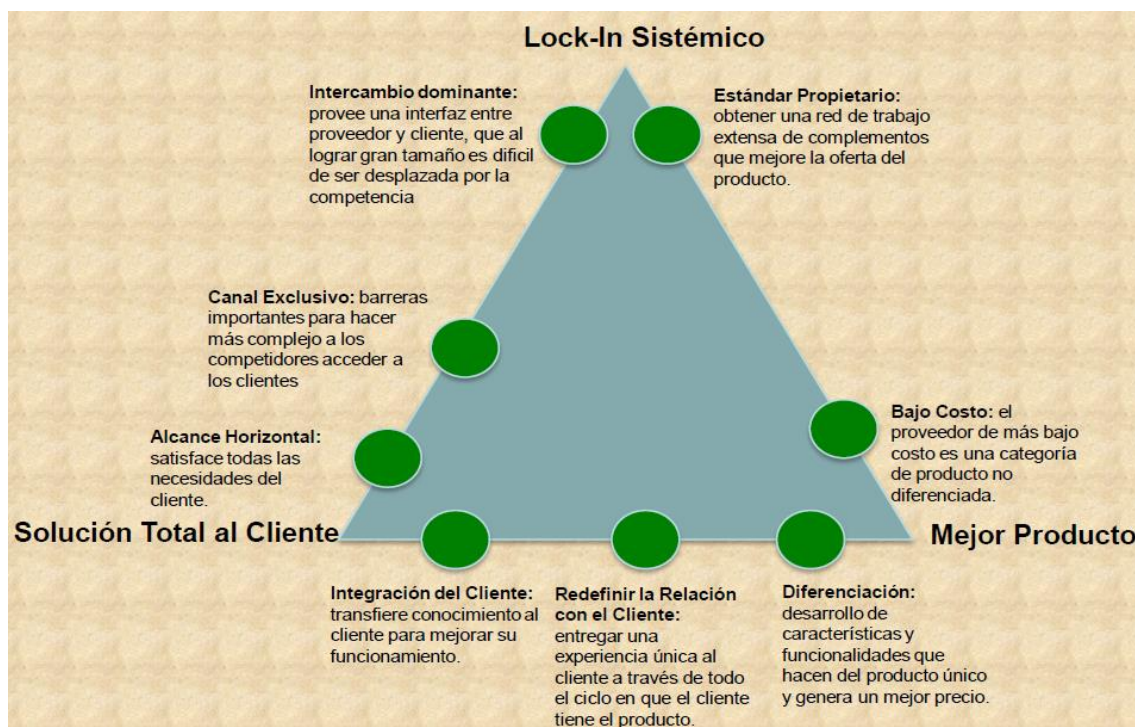 Lock-In Sistémico
Intercambio dominante:
provee una interfaz entre
proveedor y cliente, que al
lograr gran tamaño es dificil
de ser desplazada por la
competencia
Estándar Propietario:
obtener una red de trabajo
extensa de complementos
que mejore la oferta del
producto.
Canal Exclusivo: barreras
importantes para hacer
más complejo a los
competidores acceder a
los clientes
Alcance Horizontal:
satisface todas las
necesidades del
cliente.
Bajo Costo: el
proveedor de más bajo
costo es una categoría
de producto no
diferenciada.
Solución Total al Cliente
Mejor Producto
Integración del Cliente:
transfiere conocimiento al
cliente para mejorar su
funcionamiento.
Redefinir la Relación
con el Cliente:
entregar una
experiencia única al
cliente a través de todo
el ciclo en que el cliente
tiene el producto.
Diferenciación:
desarrollo de
características y
funcionalidades que
hacen del producto único
y genera un mejor precio.